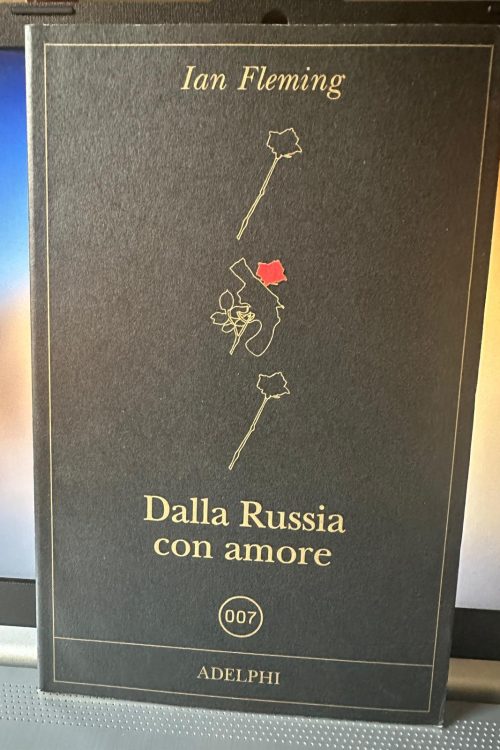 Ian Fleming
Dalla Russia
con amore
007
ADELPHI